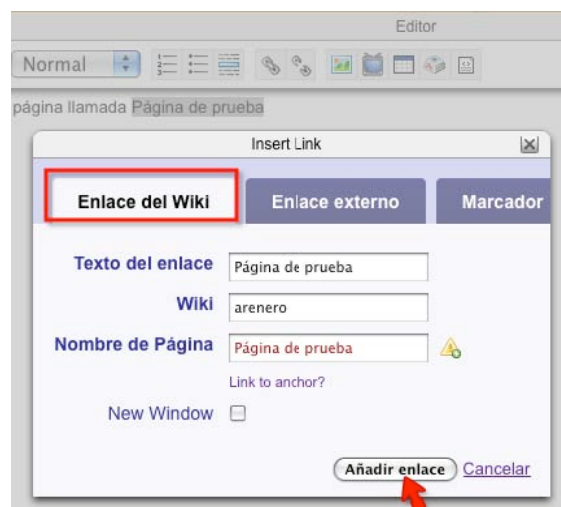 Editor
Normal
página llamada Página de prueba
Insert Link
Enlace del Wiki Enlace externo Marcador
Texto del enlace Página de prueba
Wiki arenero
Nombre de Página Página de prueba
Link to anchor?
New Window
Añadir enlace Cancelar